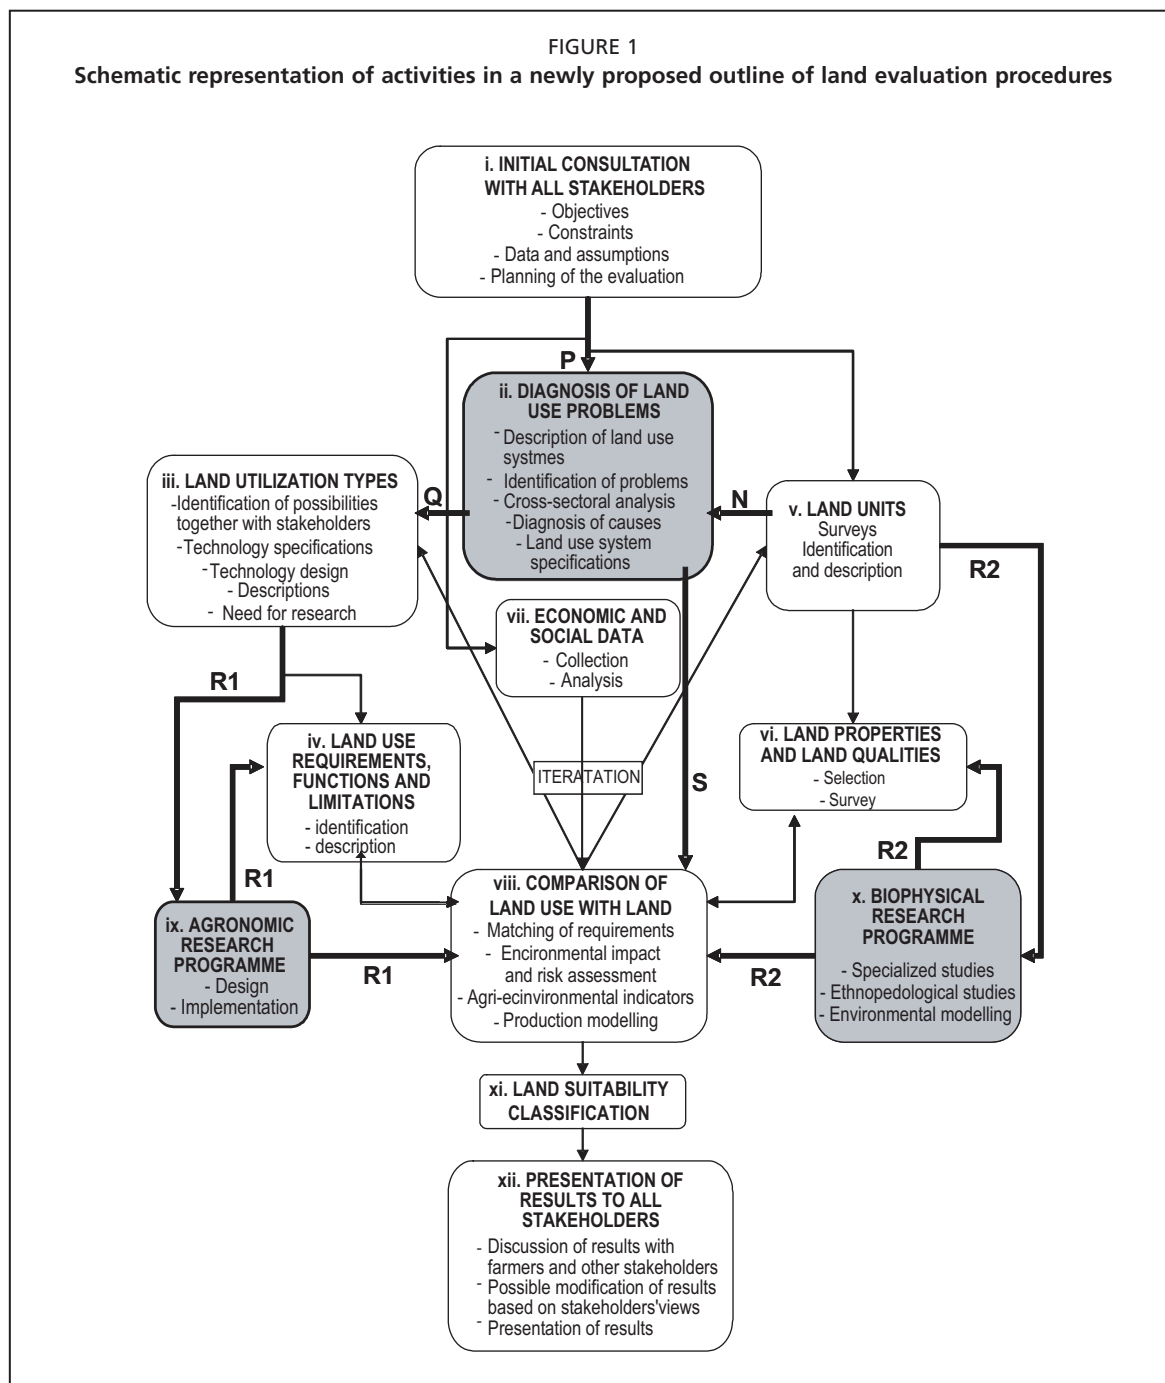 FIGURE 1
Schematic representation of activities in a newly proposed outline of land evaluation procedures
i. INITIAL CONSULTATION
WITH ALL STAKEHOLDERS
- Objectives
- Constraints
- Data and assumptions
- Planning of the evaluation
P
ii. DIAGNOSIS OF LAND
USE PROBLEMS
- Description of land use
systmes
- Identification of problems
- Cross-sectoral analysis
- Diagnosis of causes
- Land use system
specifications
Q
N
iii. LAND UTILIZATION TYPES
-Identification of possibilities
together with stakeholders
-Technology specifications
-Technology design
- Descriptions
- Need for research
v. LAND UNITS
Surveys
Identification
and description
R2
vii. ECONOMIC AND
SOCIAL DATA
- Collection
- Analysis
R1
iv. LAND USE
REQUIREMENTS,
FUNCTIONS AND
LIMITATIONS
- identification
- description
ITERATATION
S
vi. LAND PROPERTIES
AND LAND QUALITIES
- Selection
- Survey
R1
R2
ix. AGRONOMIC
RESEARCH
PROGRAMME
- Design
- Implementation
R1
viii. COMPARISON OF
LAND USE WITH LAND
- Matching of requirements
- Encironmental impact
and risk assessment
- Agri-ecinvironmental indicators
- Production modelling
R2
x. BIOPHYSICAL
RESEARCH
PROGRAMME
- Specialized studies
- Ethnopedological studies
- Environmental modelling
xi. LAND SUITABILITY
CLASSIFICATION
xii. PRESENTATION OF
RESULTS TO ALL
STAKEHOLDERS
- Discussion of results with
farmers and other stakeholders
- Possible modification of results
based on stakeholders'views
- Presentation of results